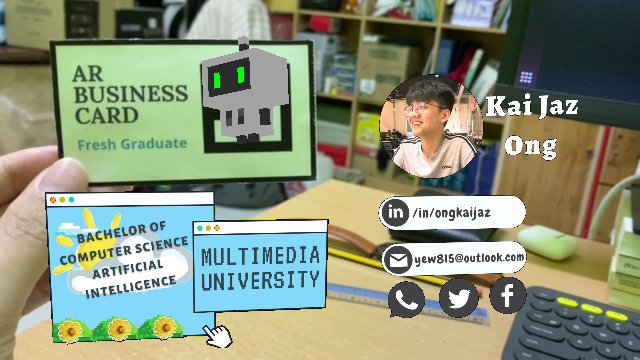 AR
BUSINESS
CARD
Fresh Graduate
Kai Jaz
Ong
in /in/ongkaijaz
yew815@outlook.com
BACHELOR OF
COMPUTER SCIENCE
ARTIFICIAL
INTELLIGENCE
MULTIMEDIA
UNIVERSITY